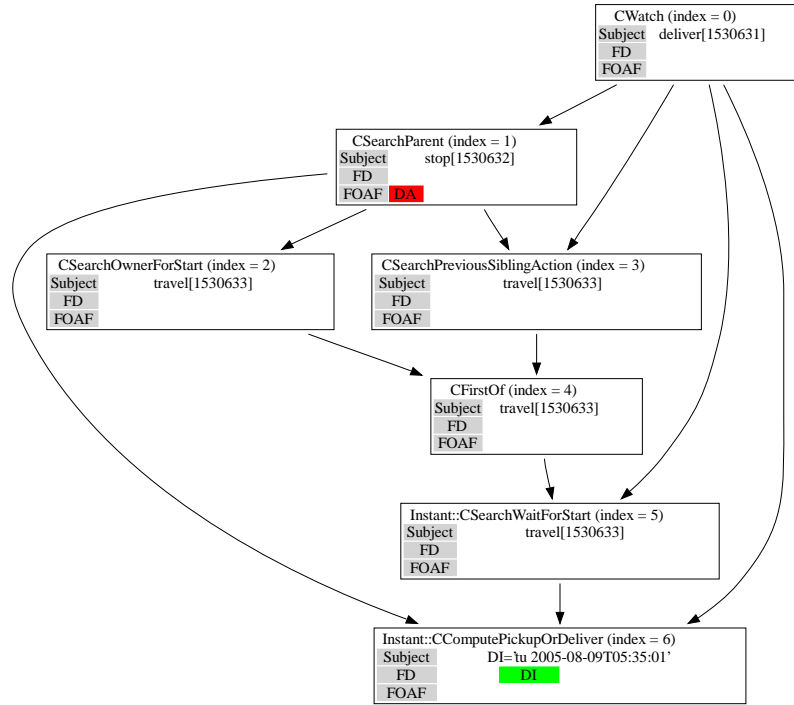 CWatch (index = 0)
Subject deliver[1530631]
FD
FOAF
CSearchParent (index = 1)
Subject stop[1530632]
FD
FOAF DA
CSearchOwnerForStart (index = 2)
Subject travel[1530633]
FD
FOAF
CSearchPreviousSiblingAction (index = 3)
Subject travel[1530633]
FD
FOAF
CFirstOf (index = 4)
Subject travel[1530633]
FD
FOAF
Instant::CSearchWaitForStart (index = 5)
Subject travel[1530633]
FD
FOAF
Instant::CComputePickupOrDeliver (index = 6)
Subject DI='tu 2005-08-09T05:35:01’
FD DI
FOAF